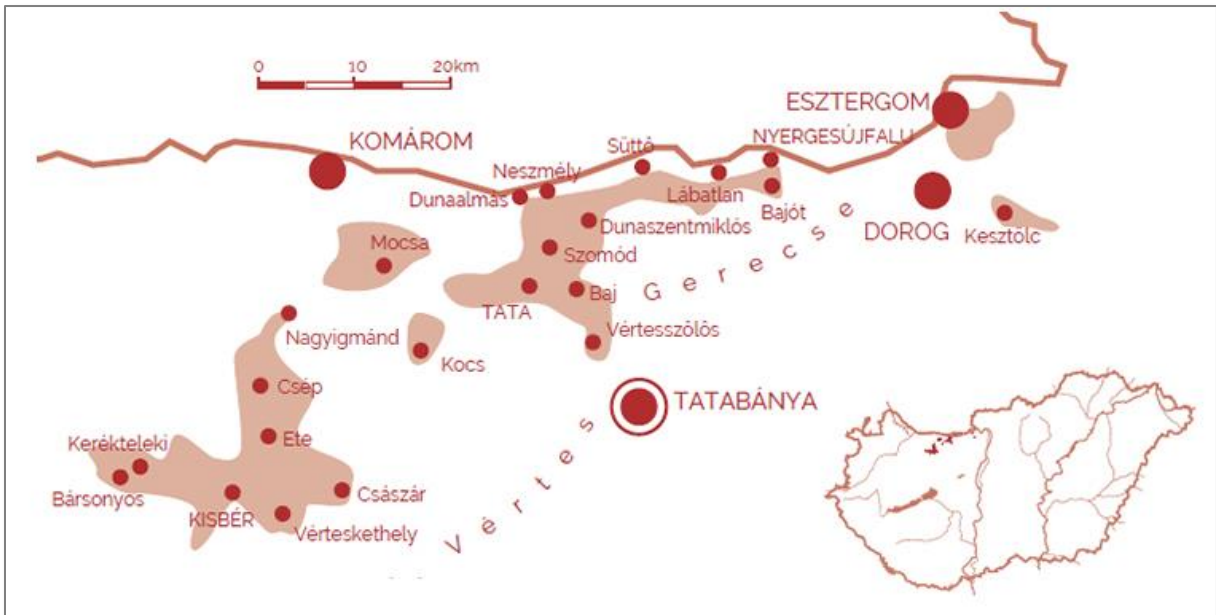 0 10 20km
ESZTERGOM
KOMÁROM
NYERGESÚJFALU
Süttő
Neszmély
Lábatlan
Dunaalmás
Bajót
Dunaszentmiklós
DOROG
Kesztölc
Mocsa
Szomód
Gerecse
TATA
Baj
Vértesszőlős
Nagyigmánd
Kocs
Csép
TATABÁNYA
Ete
Vértes
Kerékteleki
Bársonyos
Császár
KISBÉR
Vérteskethely